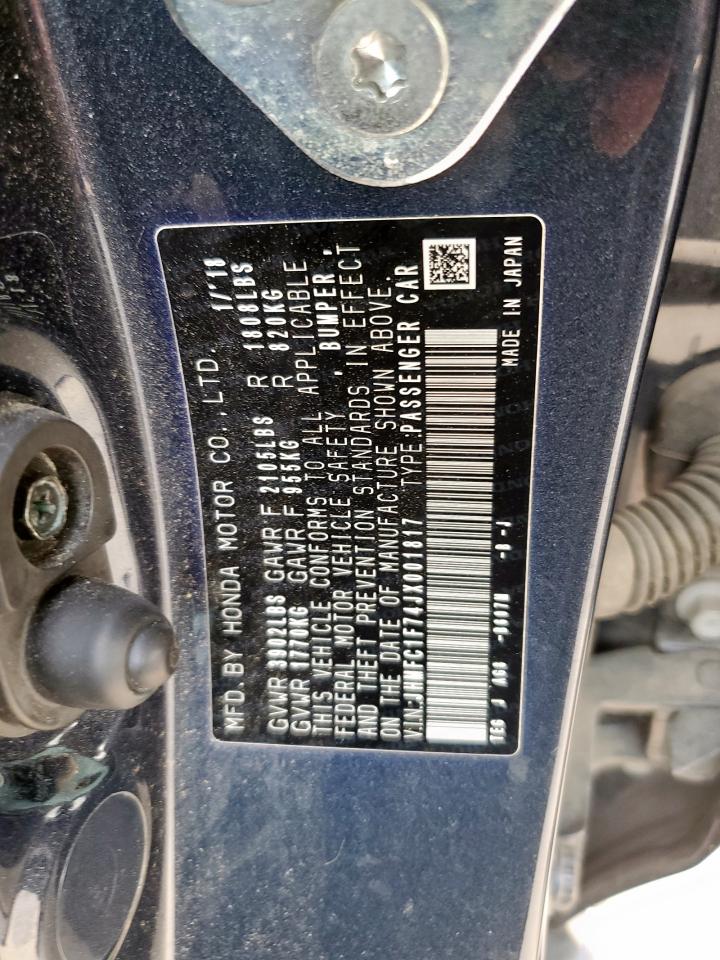 MFD. BY HONDA MOTOR CO., LTD. 1/'18
GVWR 3902LBS GAWR F 2105LBS R 1808LBS
GVWR 1770KG GAWR F 955KG R 820KG
THIS VEHICLE CONFORMS TO ALL APPLICABLE
FEDERAL MOTOR VEHICLE SAFETY , BUMPER ,
AND THEFT PREVENTION STANDARDS IN EFFECT
ON THE DATE OF MANUFACTURE SHOWN ABOVE.
V.I.N:JHMFC1F74JX001817 TYPE:PASSENGER CAR
MADE IN JAPAN